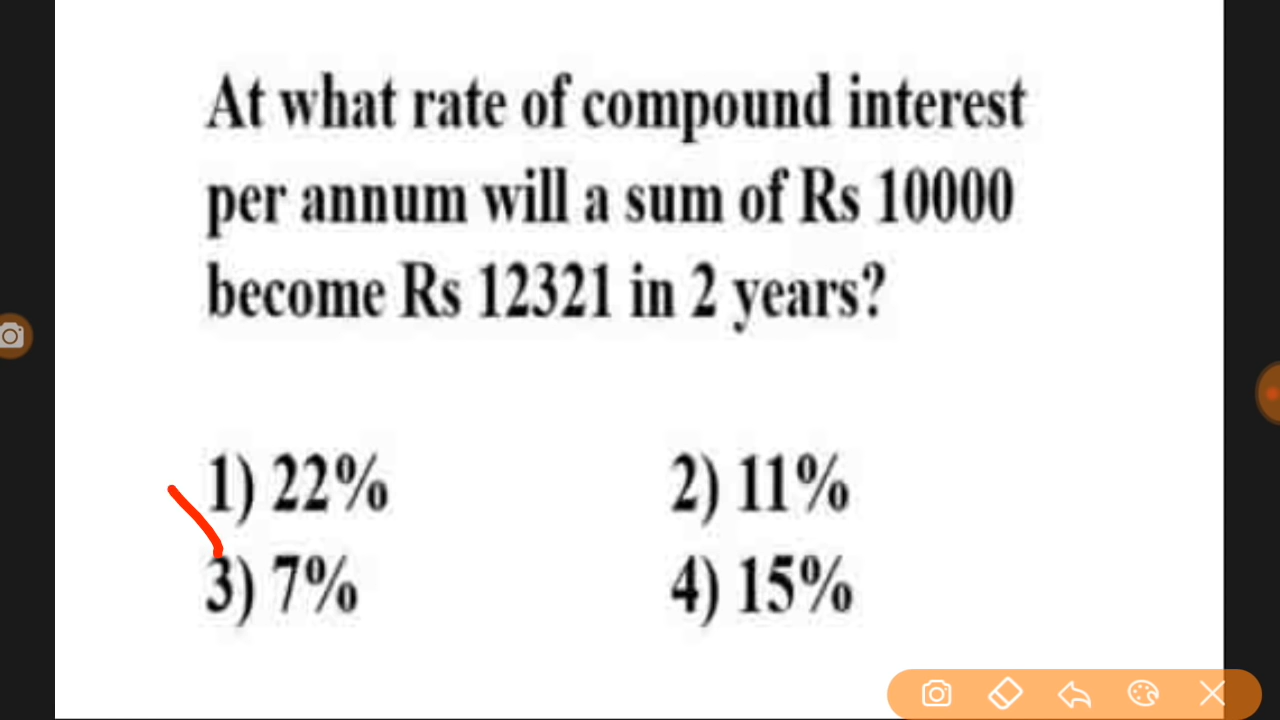 At what rate of compound interest
per annum will a sum of Rs 10000
become Rs 12321 in 2 years?
1) 22% 2) 11%
3) 7% 4) 15%